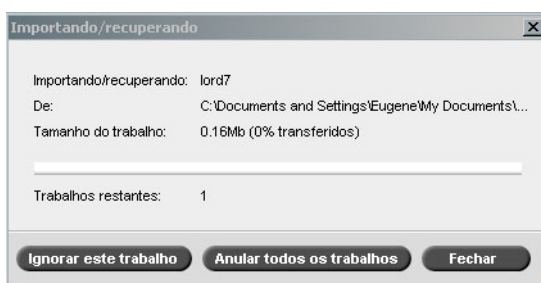 Importando/recuperando
Importando/recuperando: lord7
De: C:\Documents and Settings\Eugene\My Documents\...
Tamanho do trabalho: 0.16Mb (0% transferidos)
Trabalhos restantes: 1
Ignorar este trabalho Anular todos os trabalhos Fechar